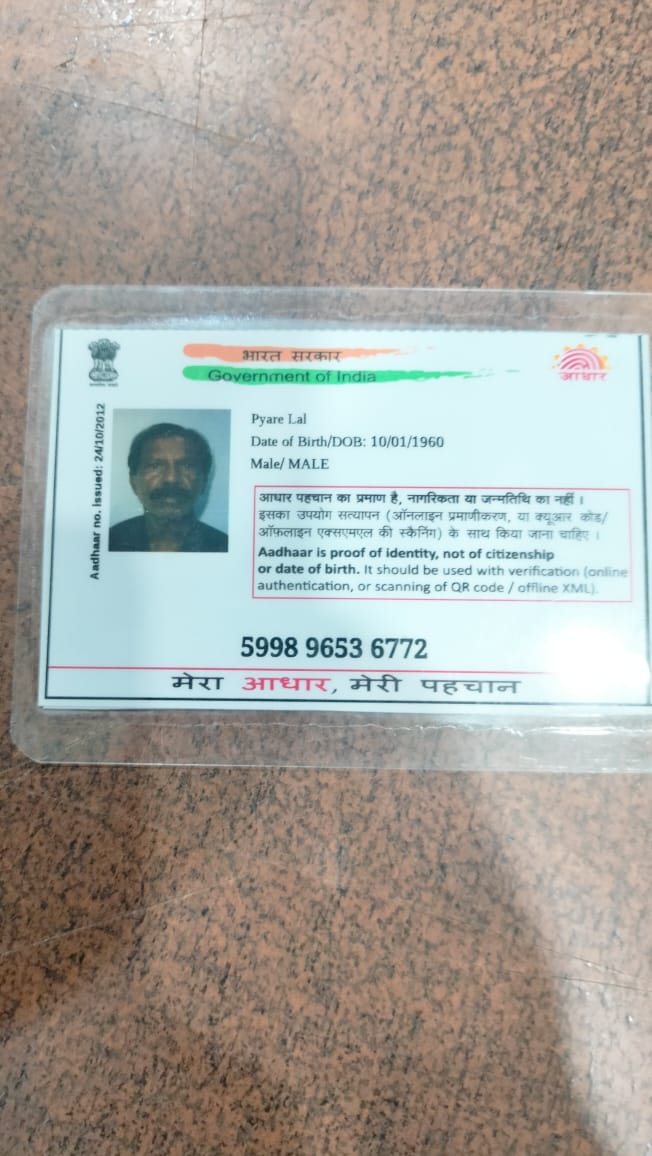 भारत सरकार
Government of India
आधार
Aadhaar no. issued: 24/10/2012
Pyare Lal
Date of Birth/DOB: 10/01/1960
Male/ MALE
आधार पहचान का प्रमाण है, नागरिकता या जन्मतिथि का नहीं ।
इसका उपयोग सत्यापन (ऑनलाइन प्रमाणीकरण, या क्यूआर कोड/
ऑफ़लाइन एक्सएमएल की स्कैनिंग) के साथ किया जाना चाहिए ।
Aadhaar is proof of identity, not of citizenship
or date of birth. It should be used with verification (online
authentication, or scanning of QR code / offline XML).
5998 9653 6772
मेरा आधार, मेरी पहचान